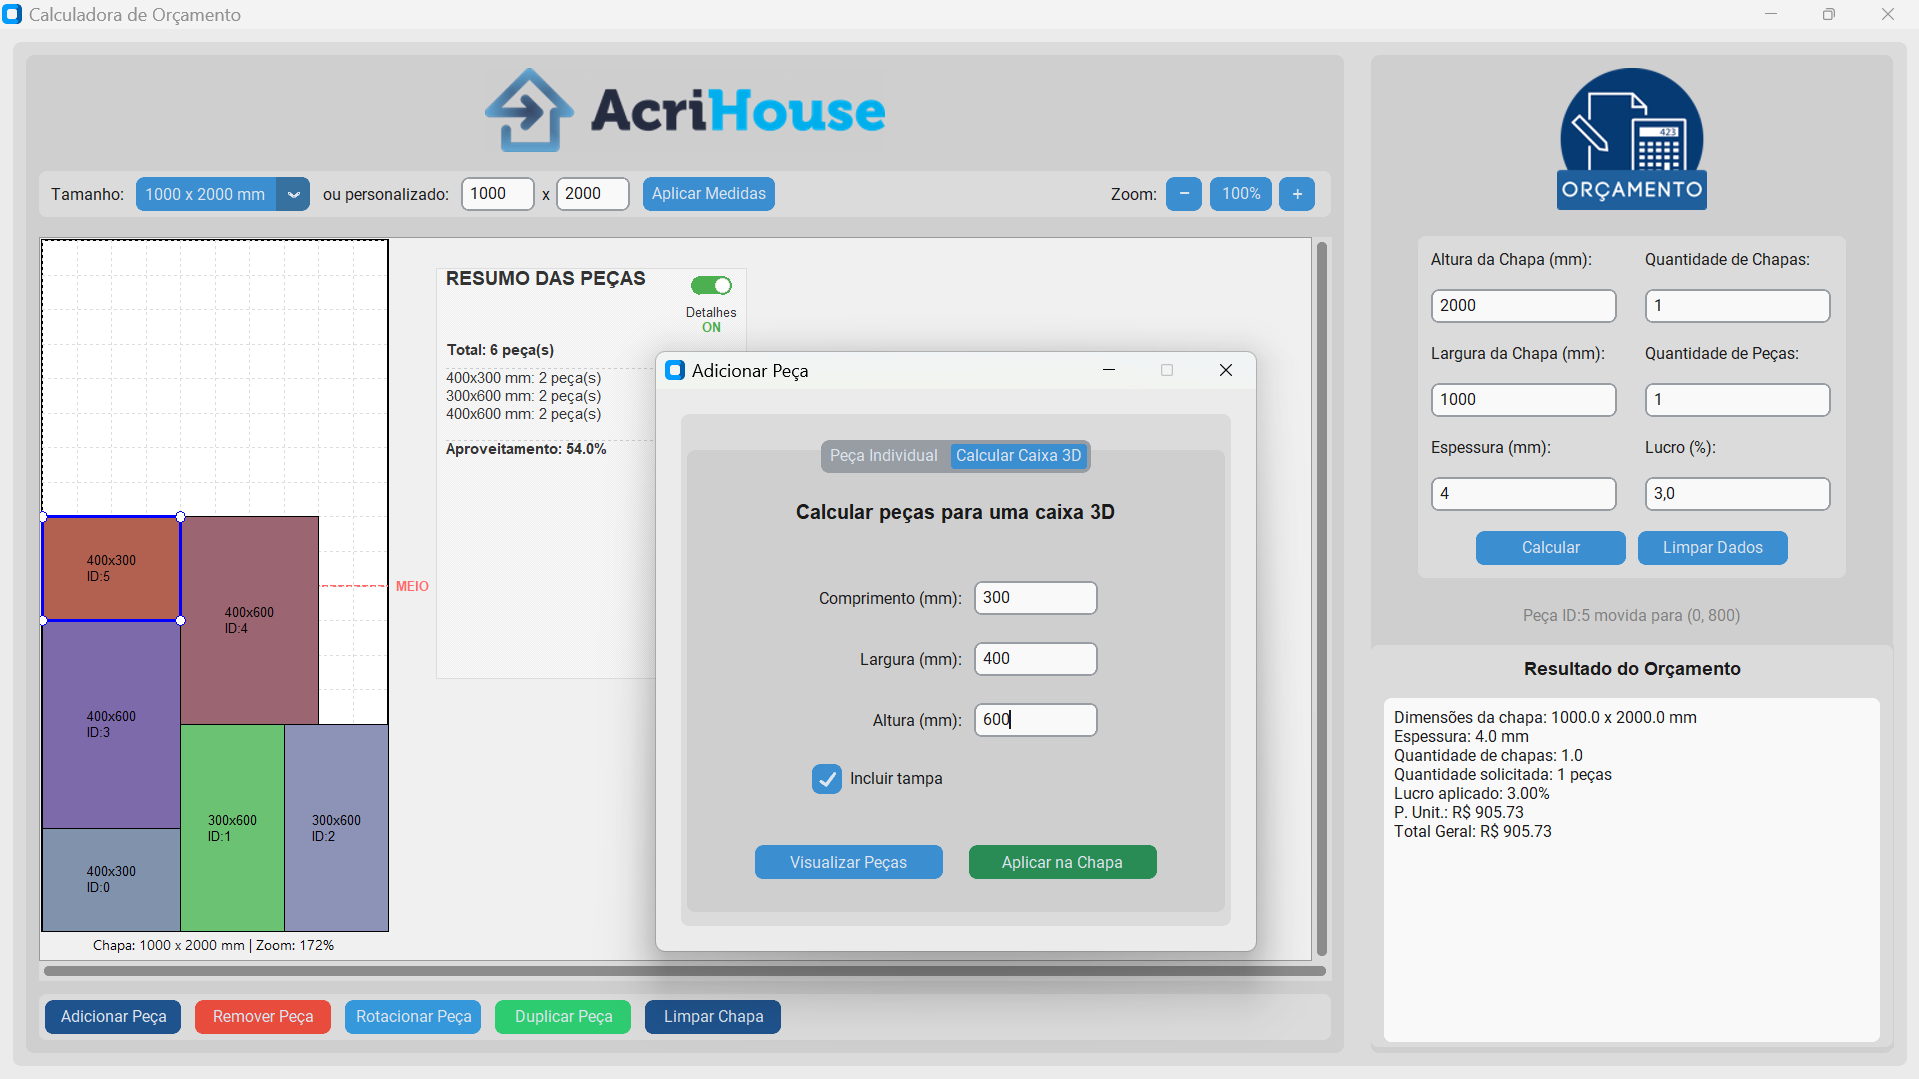 Calculadora de Orçamento
AcriHouse
Tamanho: 1000 x 2000 mm ou personalizado: 1000 x 2000 Aplicar Medidas Zoom: − 100% +
RESUMO DAS PEÇAS
Detalhes
ON
Total: 6 peça(s)
400x300 mm: 2 peça(s)
300x600 mm: 2 peça(s)
400x600 mm: 2 peça(s)
Aproveitamento: 54.0%
400x300
ID:5
400x600
ID:4
MEIO
400x600
ID:3
300x600
ID:1
300x600
ID:2
400x300
ID:0
Chapa: 1000 x 2000 mm | Zoom: 172%
Adicionar Peça
Peça Individual Calcular Caixa 3D
Calcular peças para uma caixa 3D
Comprimento (mm): 300
Largura (mm): 400
Altura (mm): 600
Incluir tampa
Visualizar Peças Aplicar na Chapa
Adicionar Peça Remover Peça Rotacionar Peça Duplicar Peça Limpar Chapa
423
ORÇAMENTO
Altura da Chapa (mm): Quantidade de Chapas:
2000 1
Largura da Chapa (mm): Quantidade de Peças:
1000 1
Espessura (mm): Lucro (%):
4 3,0
Calcular Limpar Dados
Peça ID:5 movida para (0, 800)
Resultado do Orçamento
Dimensões da chapa: 1000.0 x 2000.0 mm
Espessura: 4.0 mm
Quantidade de chapas: 1.0
Quantidade solicitada: 1 peças
Lucro aplicado: 3.00%
P. Unit.: R$ 905.73
Total Geral: R$ 905.73